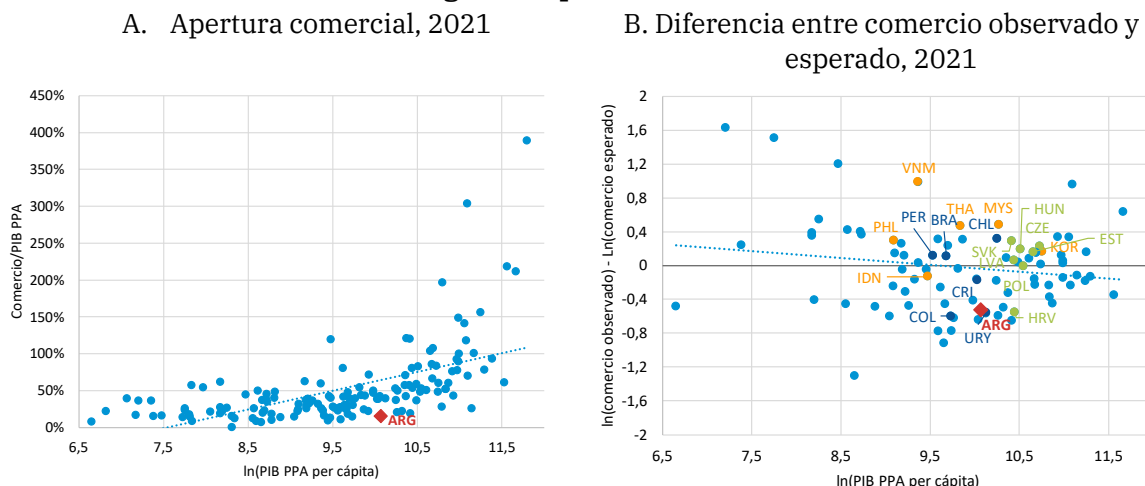 A. Apertura comercial, 2021
Comercio/PIB PPA
450%
400%
350%
300%
250%
200%
150%
100%
50%
0%
ARG
6,5
7,5
8,5
9,5
10,5
11,5
ln(PIB PPA per cápita)
B. Diferencia entre comercio observado y
esperado, 2021
ln(comercio observado) - Ln(comercio esperado)
2
1,6
1,2
0,8
0,4
0
-0,4
-0,8
-1,2
-1,6
-2
VNM
THA
MYS
HUN
PER
BRA
CHL
CZE
PHL
EST
SVK
KOR
LVA
IDN
POL
CRI
COL
ARG
HRV
URY
6,5
7,5
8,5
9,5
10,5
11,5
ln(PIB PPA per cápita)